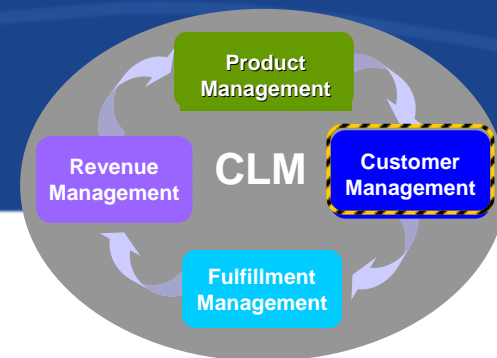 Product
Management
Revenue
Management
CLM
Customer
Management
Fulfillment
Management